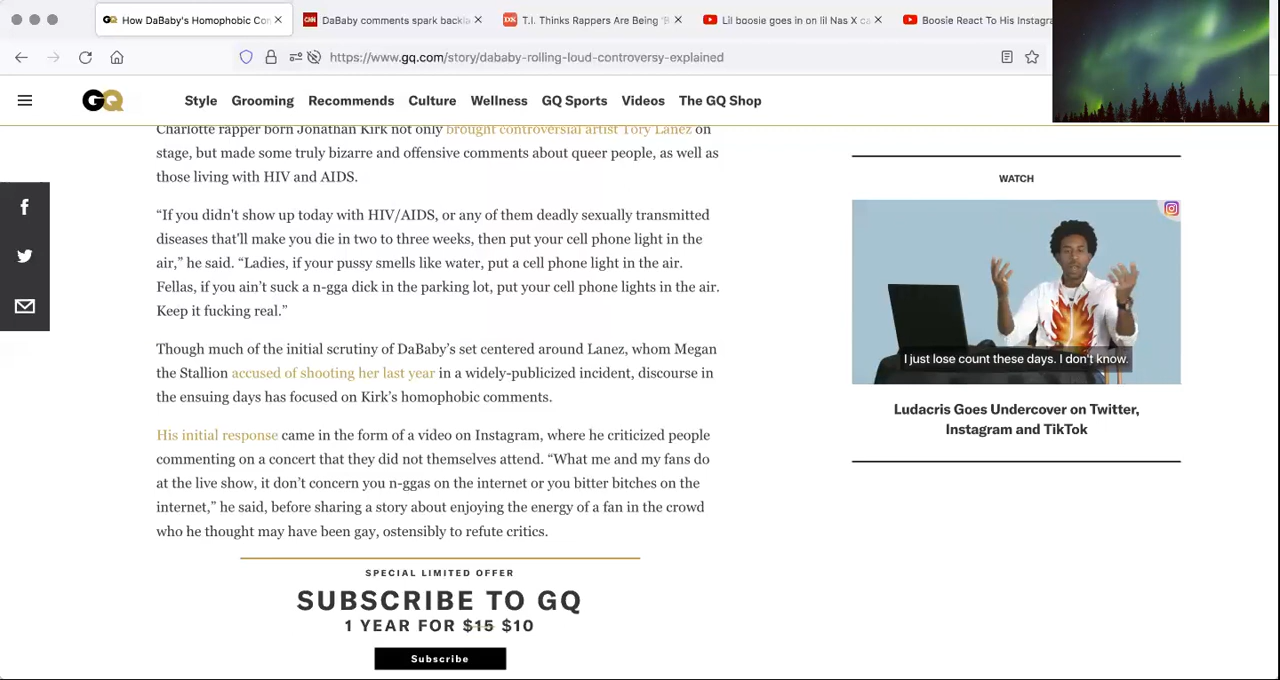 How DaBaby's Homophobic Con
DaBaby comments spark backla
T.I. Thinks Rappers Are Being 'B
Lil boosie goes in on lil Nas X ca
Boosie React To His Instagra
https://www.gq.com/story/dababy-rolling-loud-controversy-explained
GQ
Style Grooming Recommends Culture Wellness GQ Sports Videos The GQ Shop
Charlotte rapper born Jonathan Kirk not only brought controversial artist Tory Lanez on
stage, but made some truly bizarre and offensive comments about queer people, as well as
those living with HIV and AIDS.
“If you didn't show up today with HIV/AIDS, or any of them deadly sexually transmitted
diseases that'll make you die in two to three weeks, then put your cell phone light in the
air,” he said. “Ladies, if your pussy smells like water, put a cell phone light in the air.
Fellas, if you ain’t suck a n-gga dick in the parking lot, put your cell phone lights in the air.
Keep it fucking real.”
Though much of the initial scrutiny of DaBaby’s set centered around Lanez, whom Megan
the Stallion accused of shooting her last year in a widely-publicized incident, discourse in
the ensuing days has focused on Kirk’s homophobic comments.
His initial response came in the form of a video on Instagram, where he criticized people
commenting on a concert that they did not themselves attend. “What me and my fans do
at the live show, it don’t concern you n-ggas on the internet or you bitter bitches on the
internet,” he said, before sharing a story about enjoying the energy of a fan in the crowd
who he thought may have been gay, ostensibly to refute critics.
SPECIAL LIMITED OFFER
SUBSCRIBE TO GQ
1 YEAR FOR $15 $10
Subscribe
WATCH
I just lose count these days. I don't know.
Ludacris Goes Undercover on Twitter,
Instagram and TikTok